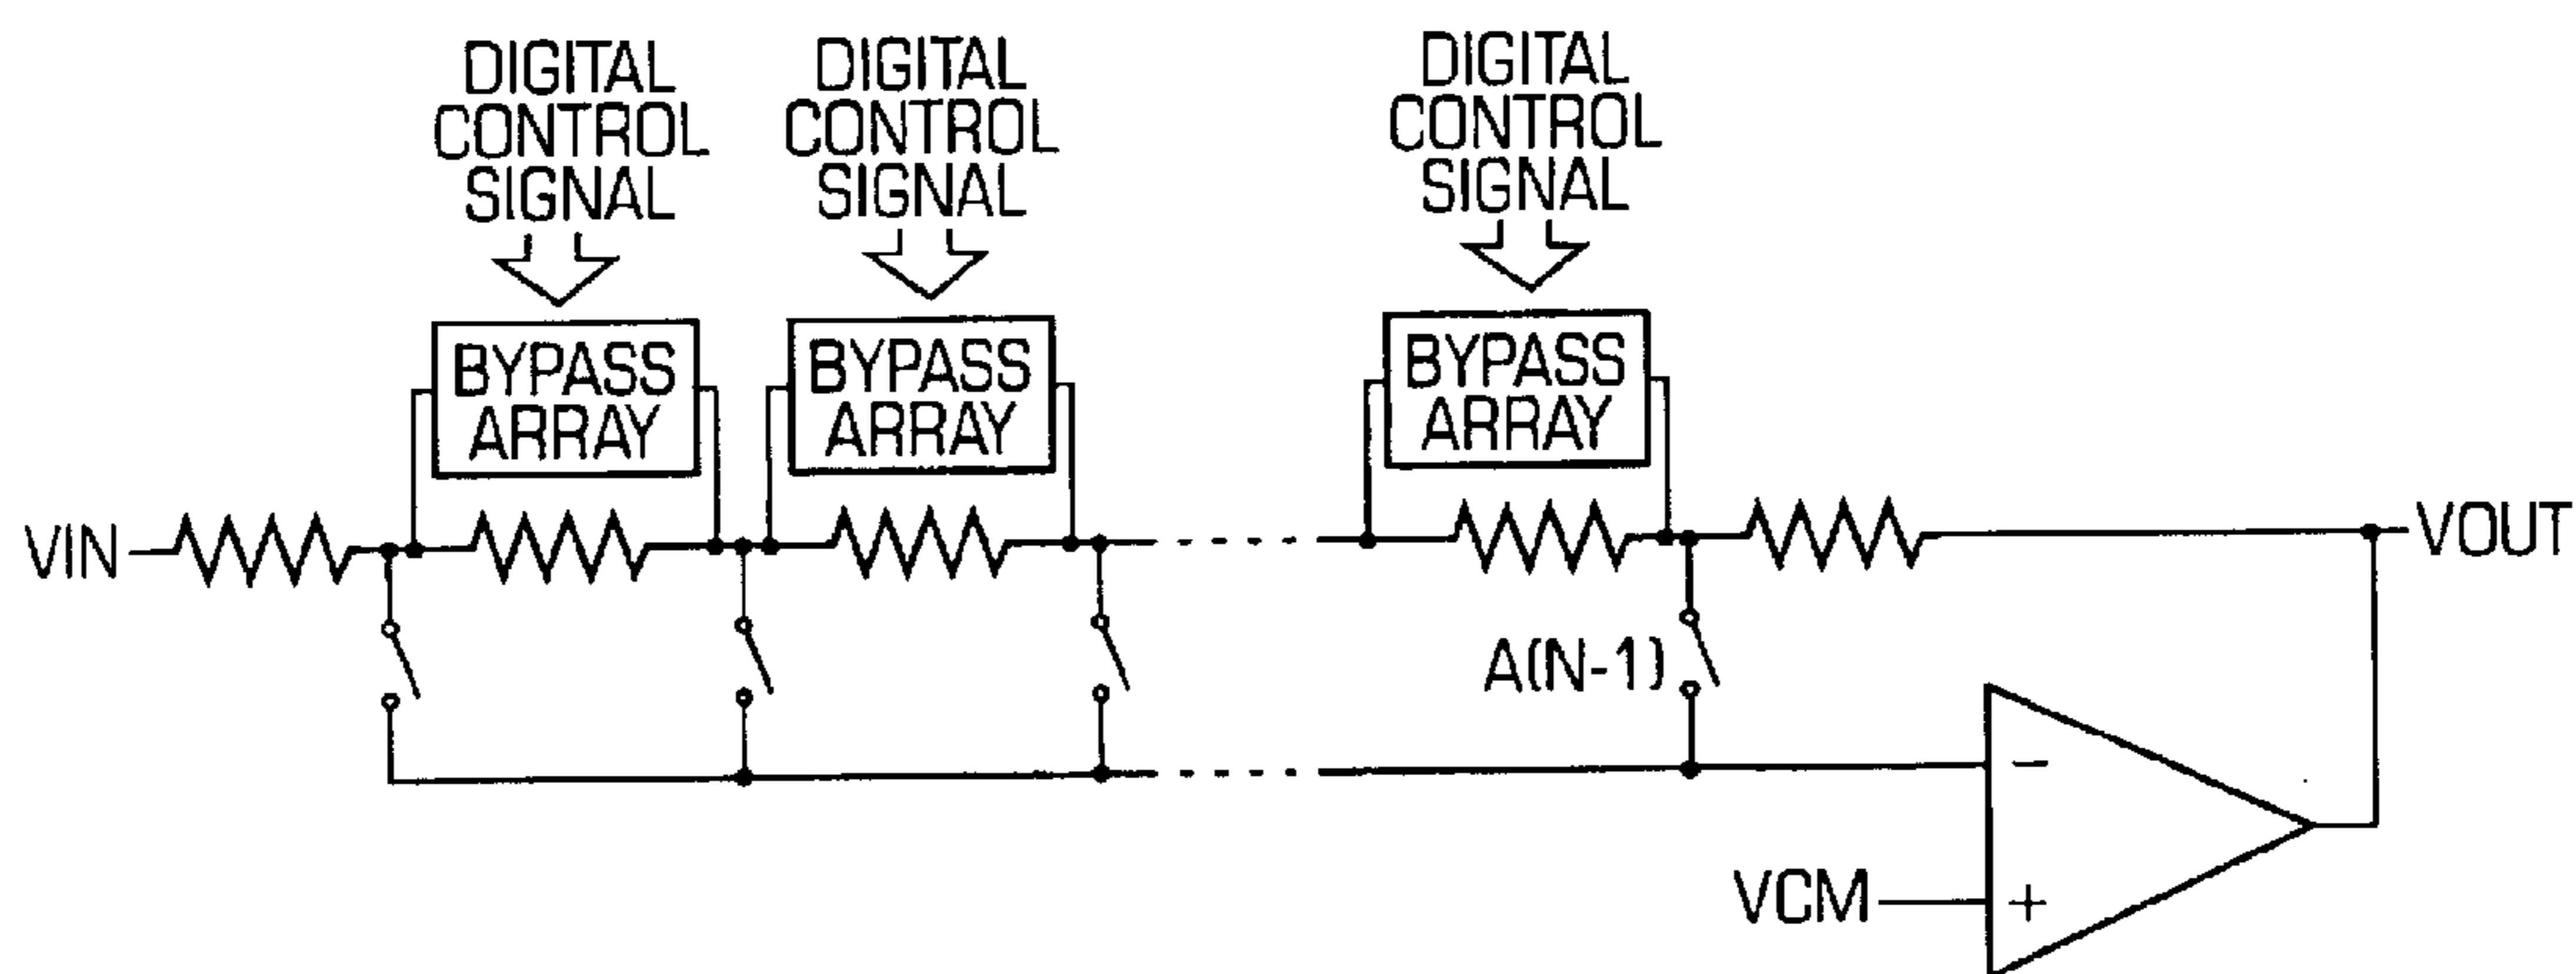 DIGITAL
CONTROL
SIGNAL
DIGITAL
CONTROL
SIGNAL
DIGITAL
CONTROL
SIGNAL
BYPASS
ARRAY
BYPASS
ARRAY
BYPASS
ARRAY
VIN
VOUT
A(N-1)
−
VCM
+